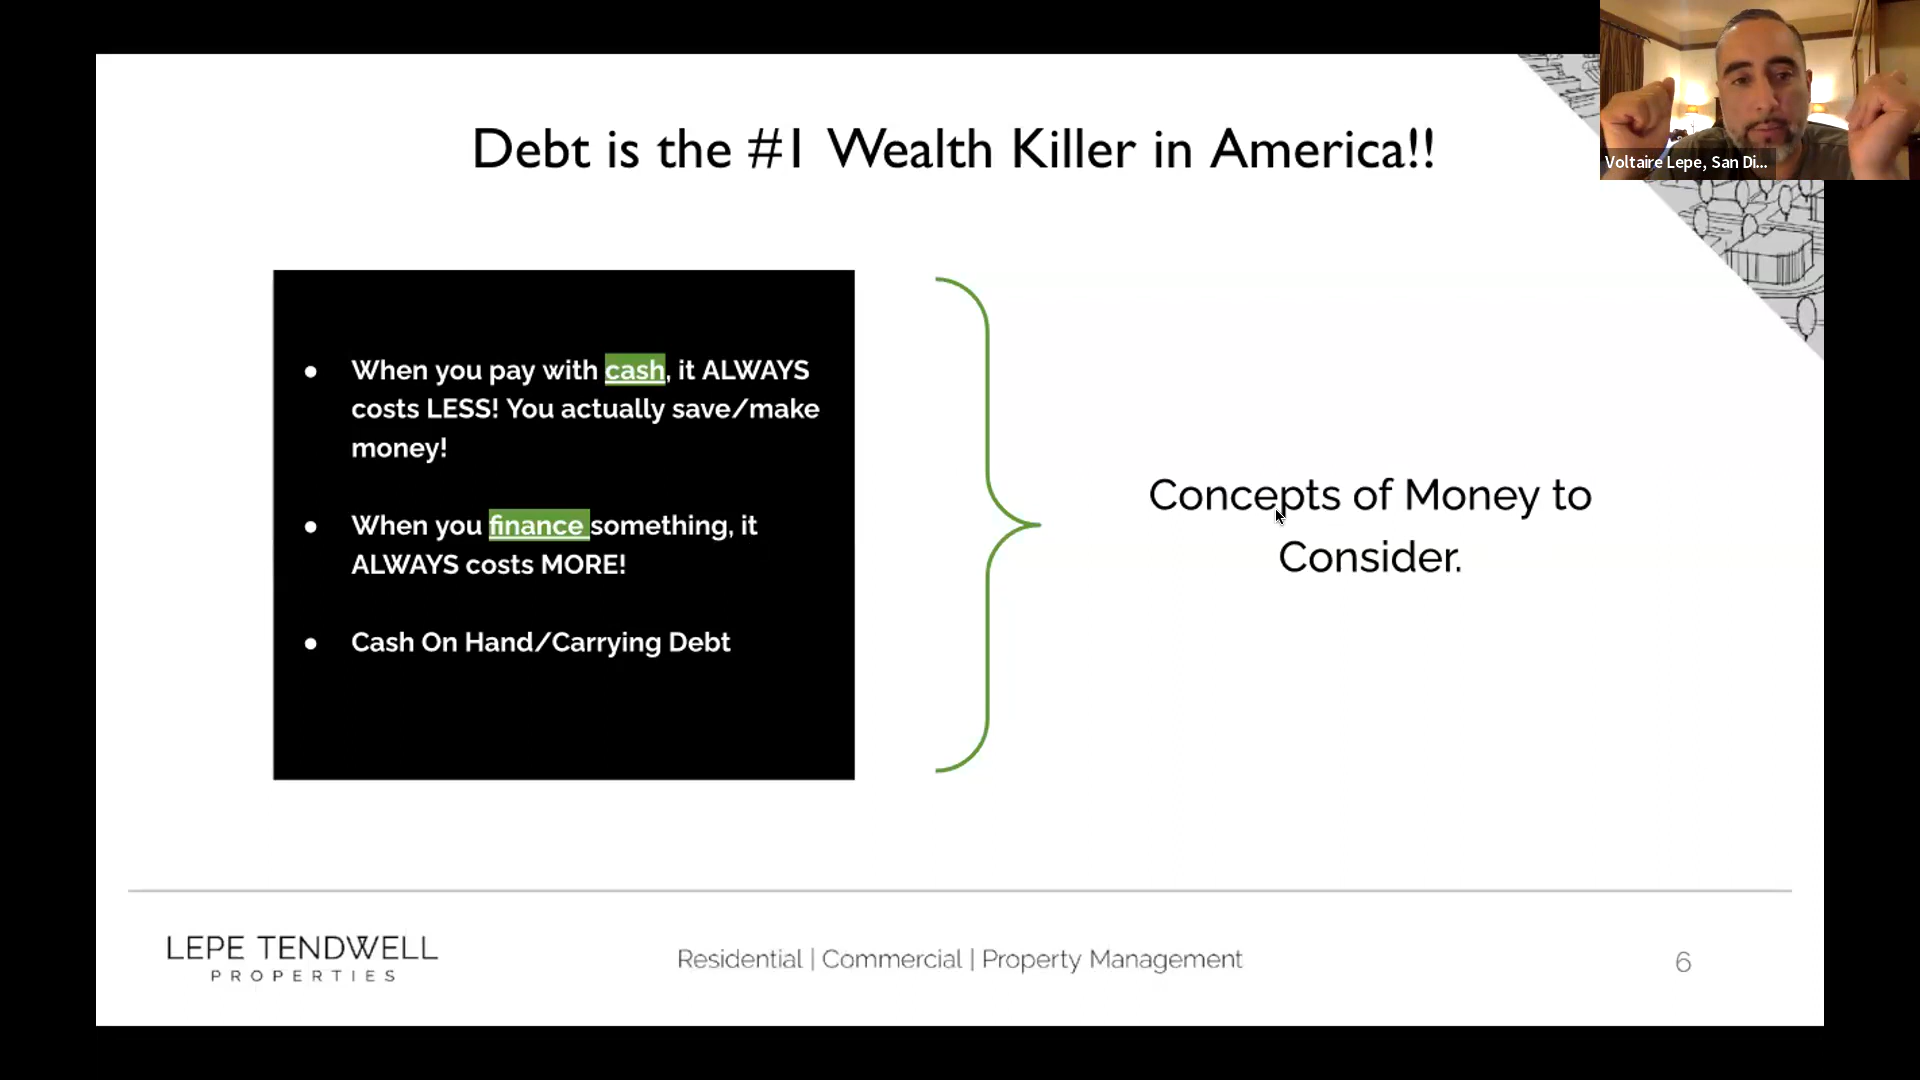 Debt is the #1 Wealth Killer in America!!
Voltaire Lepe, San Di...
● When you pay with cash, it ALWAYS
costs LESS! You actually save/make
money!
● When you finance something, it
ALWAYS costs MORE!
● Cash On Hand/Carrying Debt
Concepts of Money to
Consider.
LEPE TENDWELL
PROPERTIES
Residential | Commercial | Property Management
6